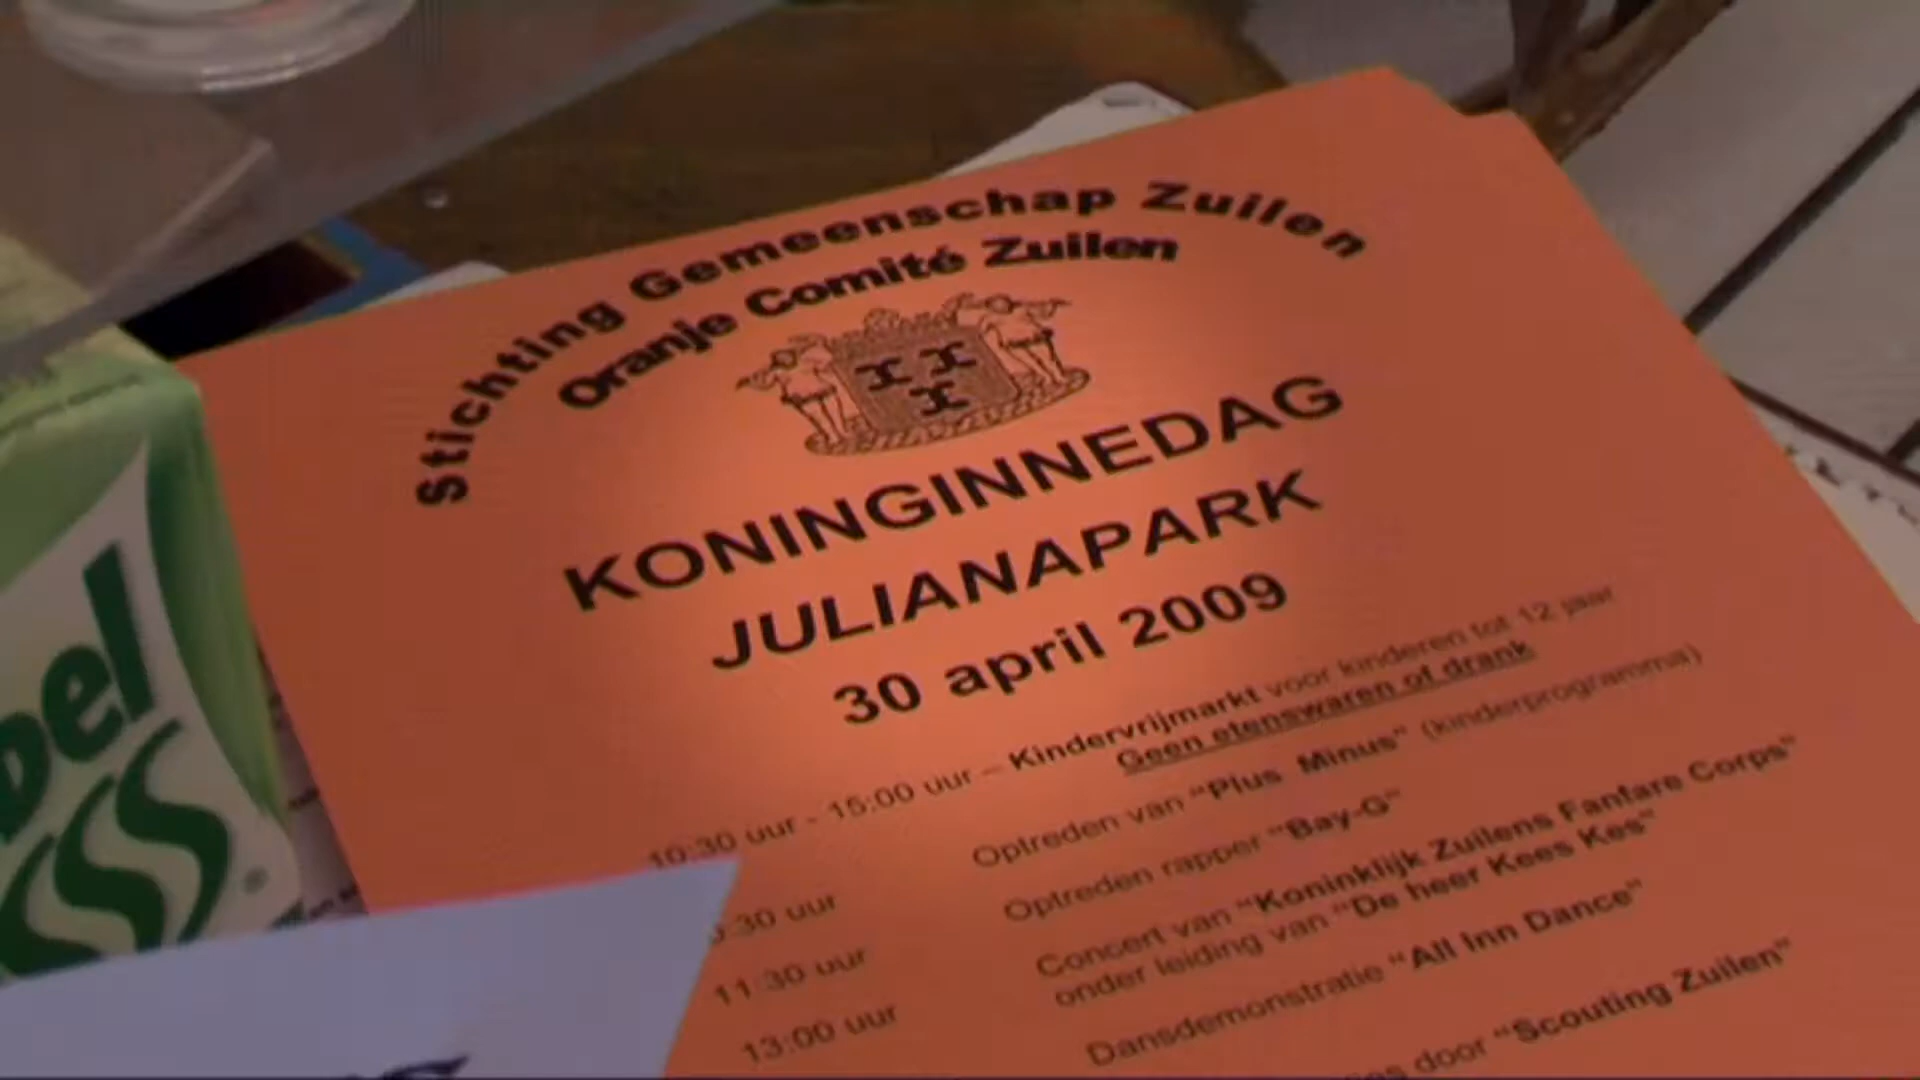 Stichting Gemeenschap Zuilen
Oranje Comité Zuilen
KONINGINNEDAG
JULIANAPARK
30 april 2009
10:30 uur - 15:00 uur – Kindervrijmarkt voor kinderen tot 12 jaar
Geen etenswaren of drank
:30 uur Optreden van "Plus Minus" (kinderprogramma)
11:30 uur Optreden rapper "Bay-G"
13:00 uur Concert van "Koninklijk Zuilens Fanfare Corps"
onder leiding van "De heer Kees Kes"
Dansdemonstratie "All Inn Dance"
door "Scouting Zuilen"